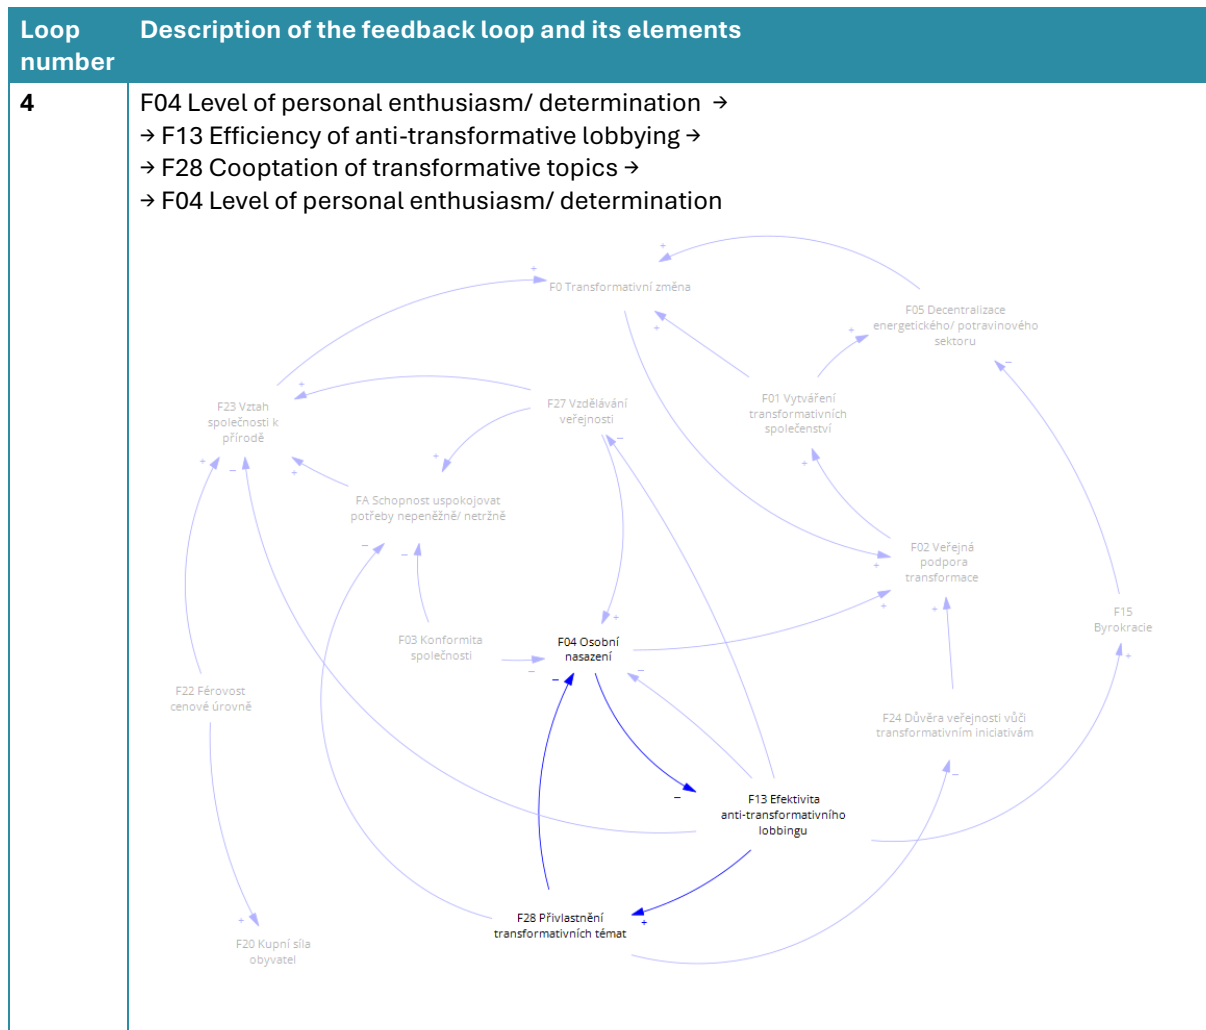 Loop number
Description of the feedback loop and its elements
4
F04 Level of personal enthusiasm/ determination →
→ F13 Efficiency of anti-transformative lobbying →
→ F28 Cooptation of transformative topics →
→ F04 Level of personal enthusiasm/ determination
+
+
F0 Transformativní změna
+
F05 Decentralizace
energetického/ potravinového
sektoru
+
–
+
F23 Vztah
společnosti k
přírodě
F27 Vzdělávání
veřejnosti
–
F01 Vytváření
transformativních
společenství
+
–
+
+
+
FA Schopnost uspokojovat
potřeby nepeněžně/ netržně
–
–
F02 Veřejná
podpora
transformace
+
+
+
+
F15
Byrokracie
+
F03 Konformita
společnosti
–
F04 Osobní
nasazení
–
–
F22 Férovost
cenové úrovně
F24 Důvěra veřejnosti vůči
transformativním iniciativám
–
–
F13 Efektivita
anti-transformativního
lobbingu
F28 Přivlastnění
transformativních témat
+
+
F20 Kupní síla
obyvatel